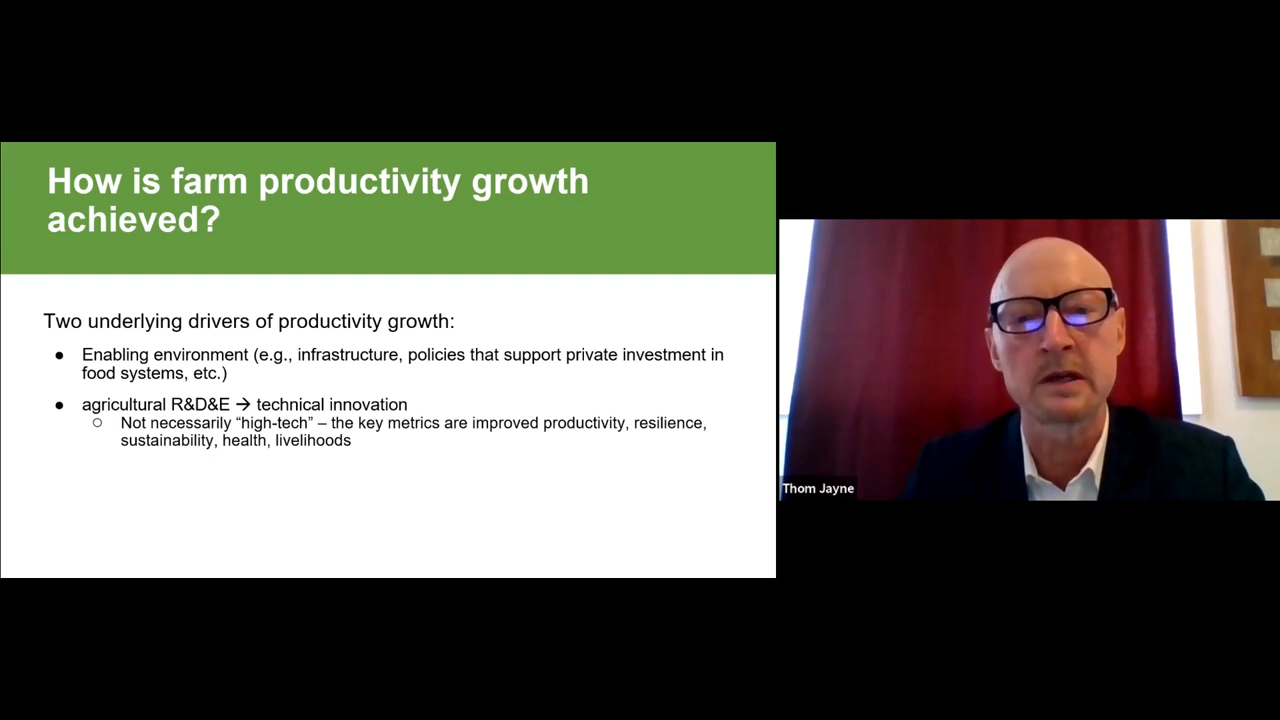 How is farm productivity growth
achieved?
Two underlying drivers of productivity growth:
● Enabling environment (e.g., infrastructure, policies that support private investment in
food systems, etc.)
● agricultural R&D&E → technical innovation
○ Not necessarily “high-tech” – the key metrics are improved productivity, resilience,
sustainability, health, livelihoods
Thom Jayne